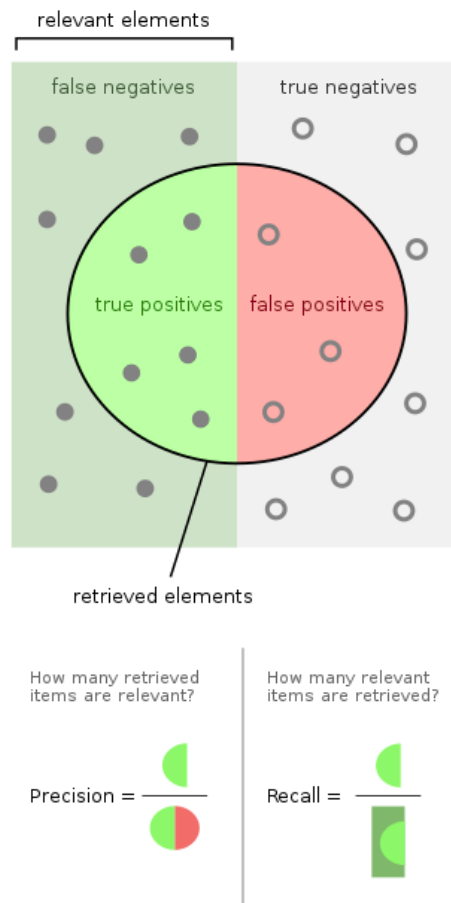 relevant elements
false negatives
true negatives
true positives
false positives
retrieved elements
How many retrieved
items are relevant?
Precision =
How many relevant
items are retrieved?
Recall =